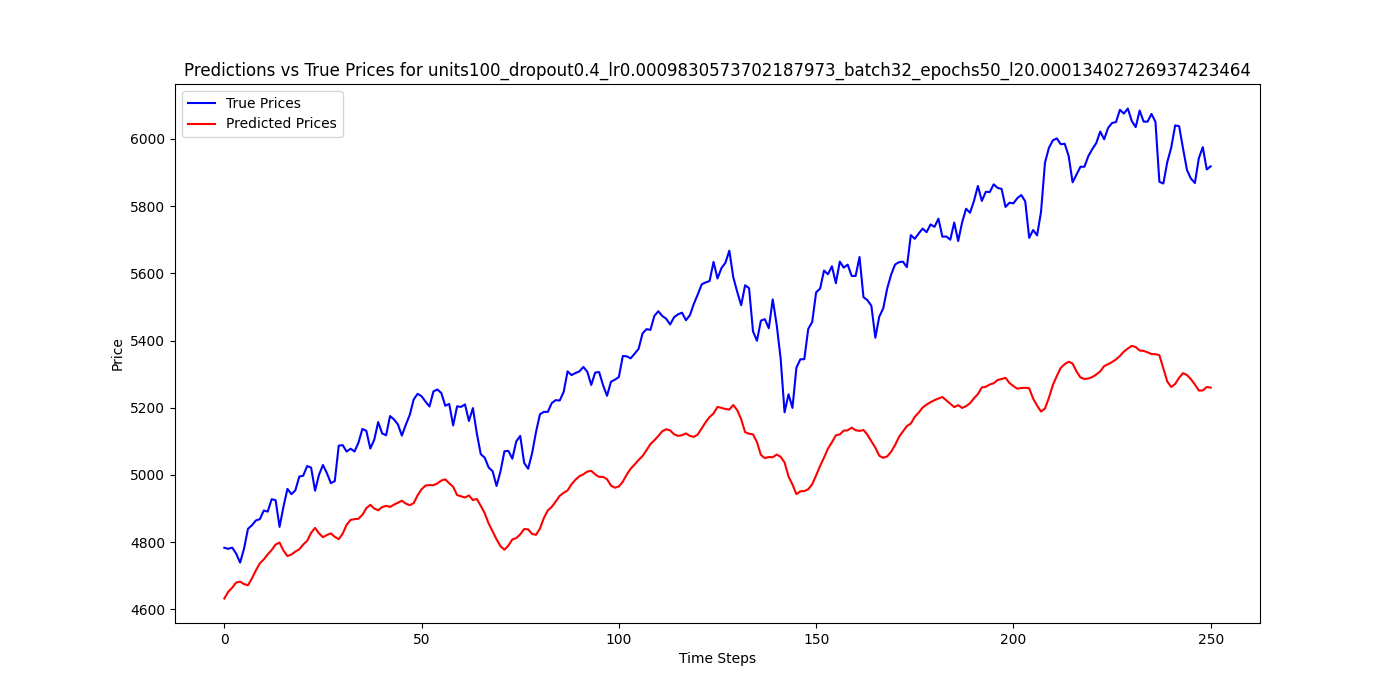 Predictions vs True Prices for units100_dropout0.4_lr0.0009830573702187973_batch32_epochs50_l20.00013402726937423464
True Prices
Predicted Prices
6000
5800
5600
5400
5200
5000
4800
4600
Price
0 50 100 150 200 250
Time Steps